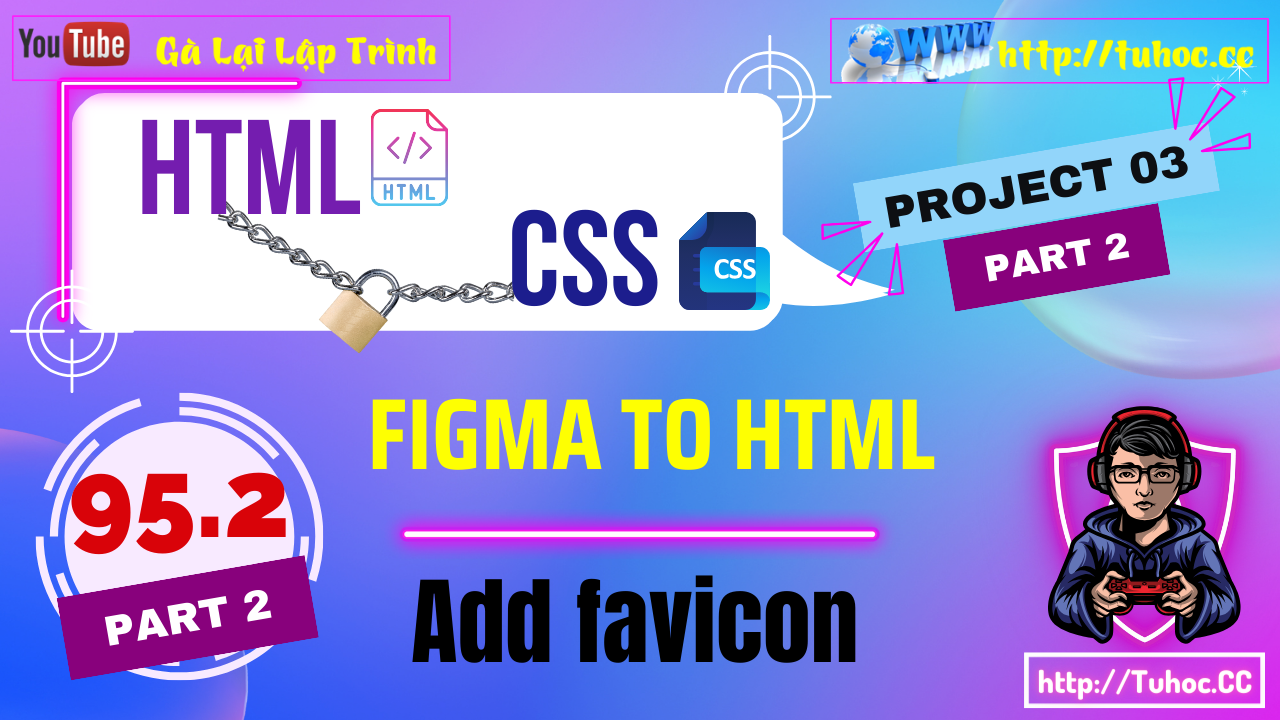 YouTube Gà Lại Lập Trình
WWW http://tuhoc.cc
HTML
HTML
CSS
CSS
PROJECT 03
PART 2
FIGMA TO HTML
95.2
PART 2
Add favicon
http://Tuhoc.CC